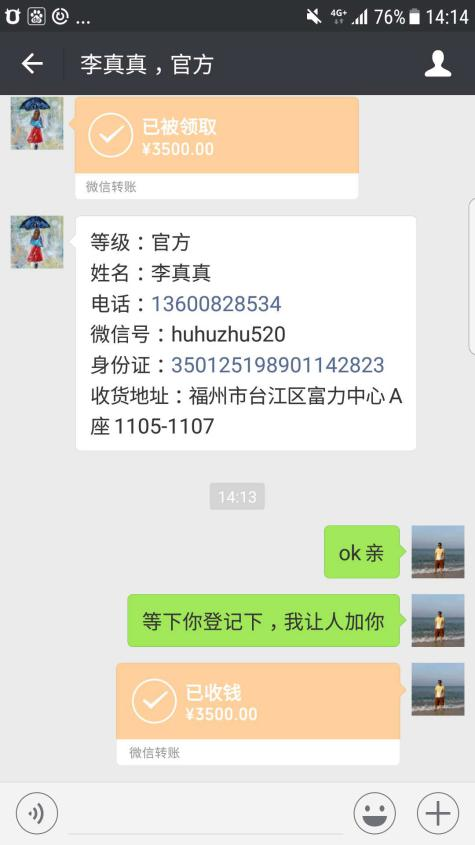 4G+ 76% 14:14
李真真，官方
已被领取
¥3500.00
微信转账
等级：官方
姓名：李真真
电话：13600828534
微信号：huhuzhu520
身份证：350125198901142823
收货地址：福州市台江区富力中心A
座1105-1107
14:13
ok亲
等下你登记下，我让人加你
已收钱
¥3500.00
微信转账